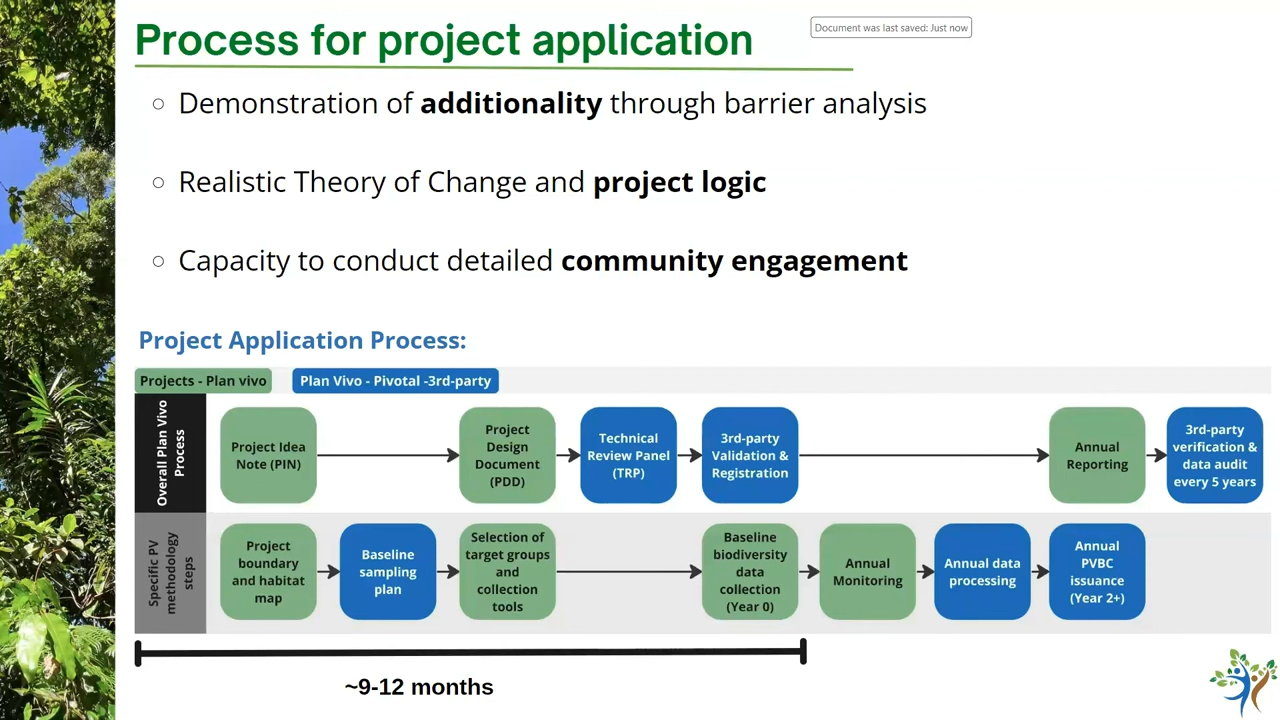 Process for project application
Document was last saved: Just now
Demonstration of additionality through barrier analysis
Realistic Theory of Change and project logic
Capacity to conduct detailed community engagement
Project Application Process:
Projects - Plan vivo
Plan Vivo - Pivotal -3rd-party
Overall Plan Vivo
Process
Project Idea
Note (PIN)
Project
Design
Document
(PDD)
Technical
Review Panel
(TRP)
3rd-party
Validation &
Registration
Annual
Reporting
3rd-party
verification &
data audit
every 5 years
Specific PV
methodology
steps
Project
boundary
and habitat
map
Baseline
sampling
plan
Selection of
target groups
and
collection
tools
Baseline
biodiversity
data
collection
(Year 0)
Annual
Monitoring
Annual data
processing
Annual
PVBC
issuance
(Year 2+)
~9-12 months